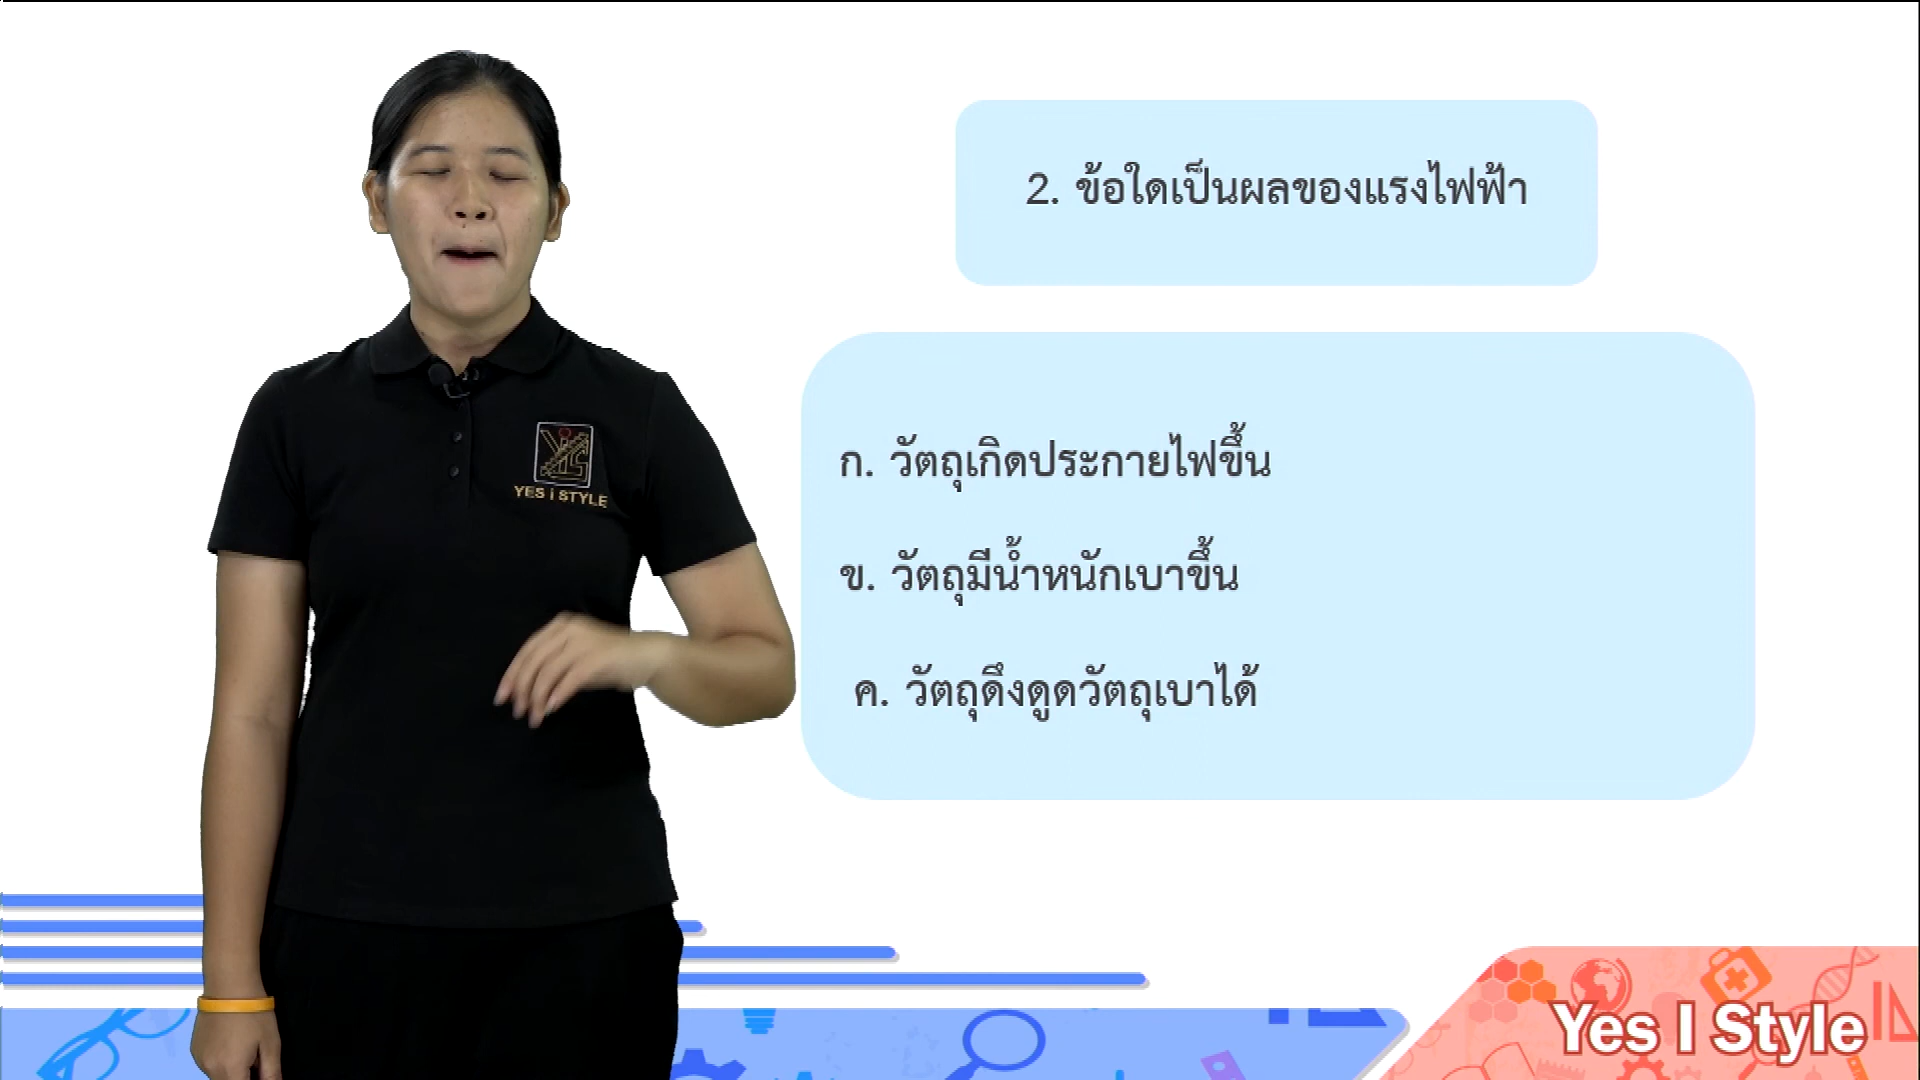 2. ข้อใดเป็นผลของแรงไฟฟ้า
ก. วัตถุเกิดประกายไฟขึ้น
ข. วัตถุมีน้ำหนักเบาขึ้น
ค. วัตถุดึงดูดวัตถุเบาได้
YES i STYLE
Yes I Style